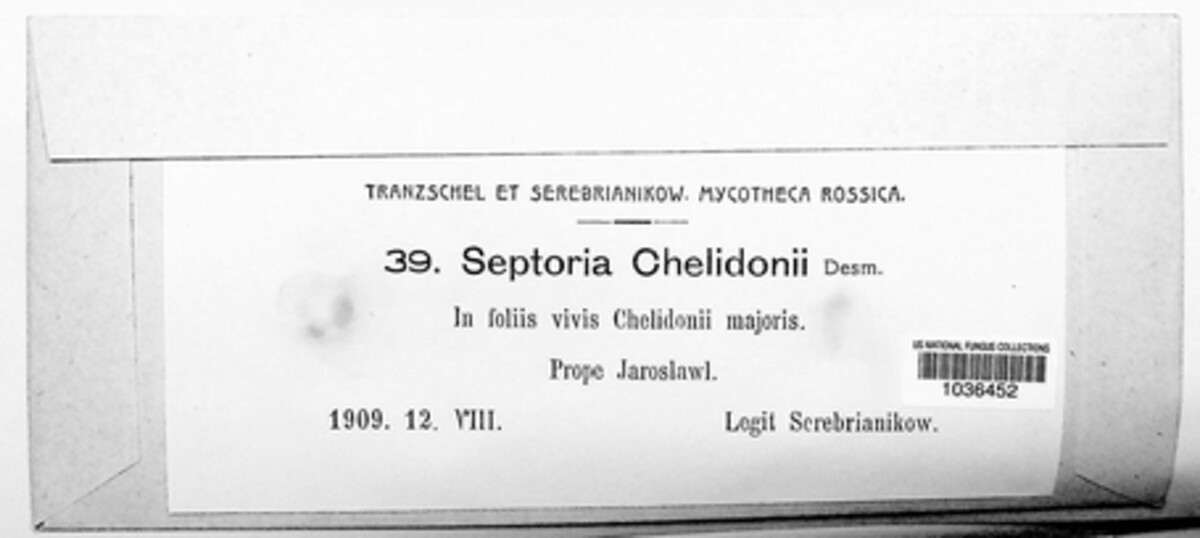 TRANZSCHEL ET SEREBRIANIKOW. MYCOTHECA ROSSICA.
39. Septoria Chelidonii Desm.
In foliis vivis Chelidonii majoris.
Prope Jaroslawl.
US NATIONAL FUNGUS COLLECTIONS
1036452
1909. 12. VIII.
Legit Serebrianikow.